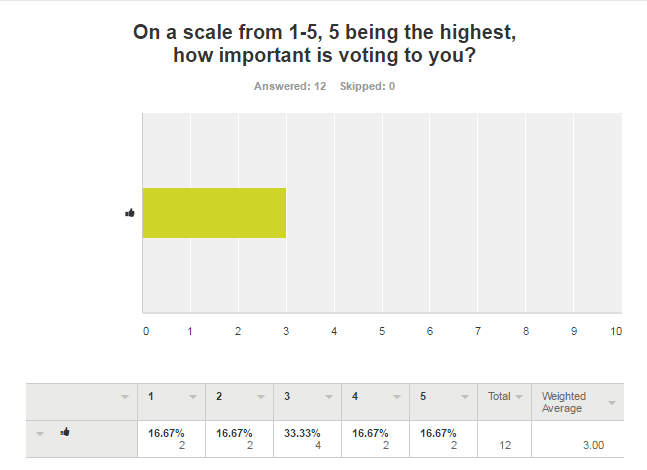 On a scale from 1-5, 5 being the highest,
how important is voting to you?
Answered: 12 Skipped: 0
0 1 2 3 4 5 6 7 8 9 10
1 2 3 4 5 Total Weighted Average
16.67% 16.67% 33.33% 16.67% 16.67%
2 2 4 2 2 12 3.00